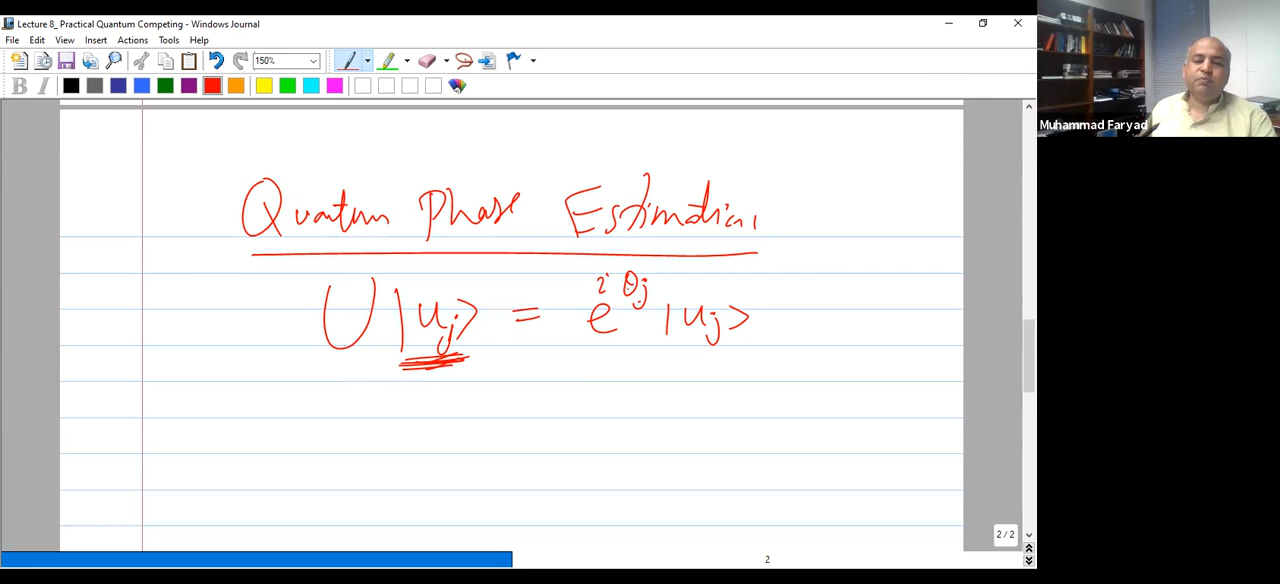 Lecture 8_ Practical Quantum Competing - Windows Journal
File Edit View Insert Actions Tools Help
150%
B I
Muhammad Faryad
Quantum Phase Estimation
U|uj> = e^{iθj} |uj>
2 / 2
2